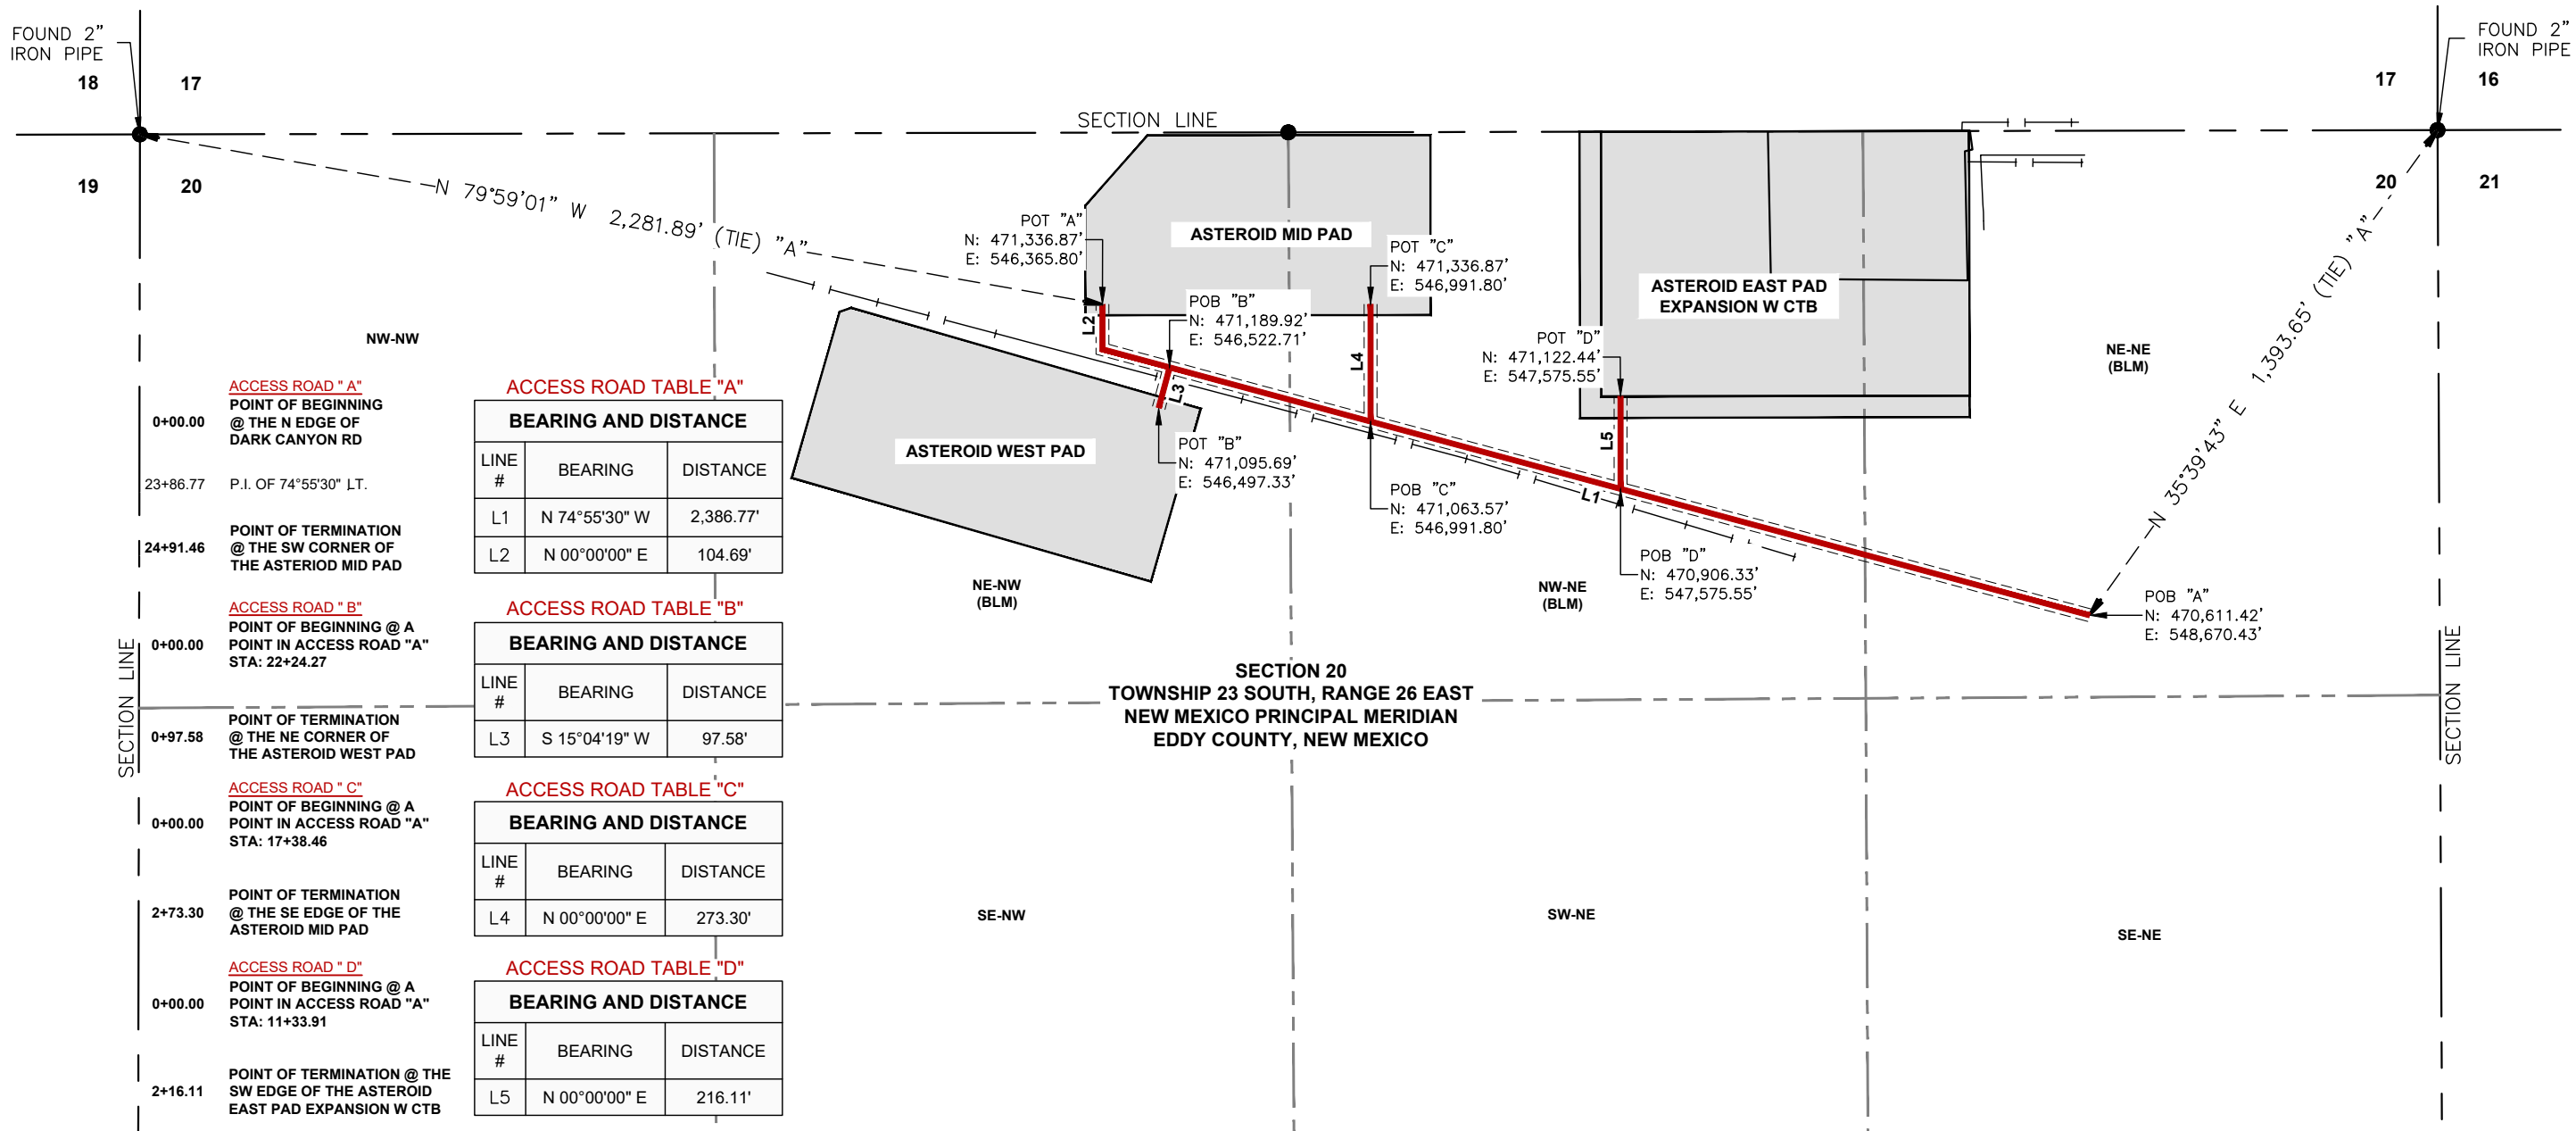 FOUND 2"
IRON PIPE
18
17
19
20
FOUND 2"
IRON PIPE
17
16
20
21
SECTION LINE
N 79°59'01" W 2,281.89' (TIE) "A"
N 35°39'43" E 1,393.65' (TIE) "A"
POT "A"
N: 471,336.87'
E: 546,365.80'
ASTEROID MID PAD
POT "C"
N: 471,336.87'
E: 546,991.80'
POB "B"
N: 471,189.92'
E: 546,522.71'
ASTEROID EAST PAD
EXPANSION W CTB
POT "D"
N: 471,122.44'
E: 547,575.55'
L2
L3
L4
L5
L1
ASTEROID WEST PAD
POT "B"
N: 471,095.69'
E: 546,497.33'
POB "C"
N: 471,063.57'
E: 546,991.80'
POB "D"
N: 470,906.33'
E: 547,575.55'
POB "A"
N: 470,611.42'
E: 548,670.43'
NW-NW
NE-NW
(BLM)
NW-NE
(BLM)
NE-NE
(BLM)
SE-NW
SW-NE
SE-NE
SECTION LINE
SECTION LINE
SECTION 20
TOWNSHIP 23 SOUTH, RANGE 26 EAST
NEW MEXICO PRINCIPAL MERIDIAN
EDDY COUNTY, NEW MEXICO
ACCESS ROAD " A"
0+00.00 POINT OF BEGINNING
@ THE N EDGE OF
DARK CANYON RD
23+86.77 P.I. OF 74°55'30" LT.
24+91.46 POINT OF TERMINATION
@ THE SW CORNER OF
THE ASTERIOD MID PAD
ACCESS ROAD TABLE "A"
BEARING AND DISTANCE
LINE # BEARING DISTANCE
L1 N 74°55'30" W 2,386.77'
L2 N 00°00'00" E 104.69'
ACCESS ROAD " B"
0+00.00 POINT OF BEGINNING @ A
POINT IN ACCESS ROAD "A"
STA: 22+24.27
0+97.58 POINT OF TERMINATION
@ THE NE CORNER OF
THE ASTEROID WEST PAD
ACCESS ROAD TABLE "B"
BEARING AND DISTANCE
LINE # BEARING DISTANCE
L3 S 15°04'19" W 97.58'
ACCESS ROAD " C"
0+00.00 POINT OF BEGINNING @ A
POINT IN ACCESS ROAD "A"
STA: 17+38.46
2+73.30 POINT OF TERMINATION
@ THE SE EDGE OF THE
ASTEROID MID PAD
ACCESS ROAD TABLE "C"
BEARING AND DISTANCE
LINE # BEARING DISTANCE
L4 N 00°00'00" E 273.30'
ACCESS ROAD " D"
0+00.00 POINT OF BEGINNING @ A
POINT IN ACCESS ROAD "A"
STA: 11+33.91
2+16.11 POINT OF TERMINATION @ THE
SW EDGE OF THE ASTEROID
EAST PAD EXPANSION W CTB
ACCESS ROAD TABLE "D"
BEARING AND DISTANCE
LINE # BEARING DISTANCE
L5 N 00°00'00" E 216.11'